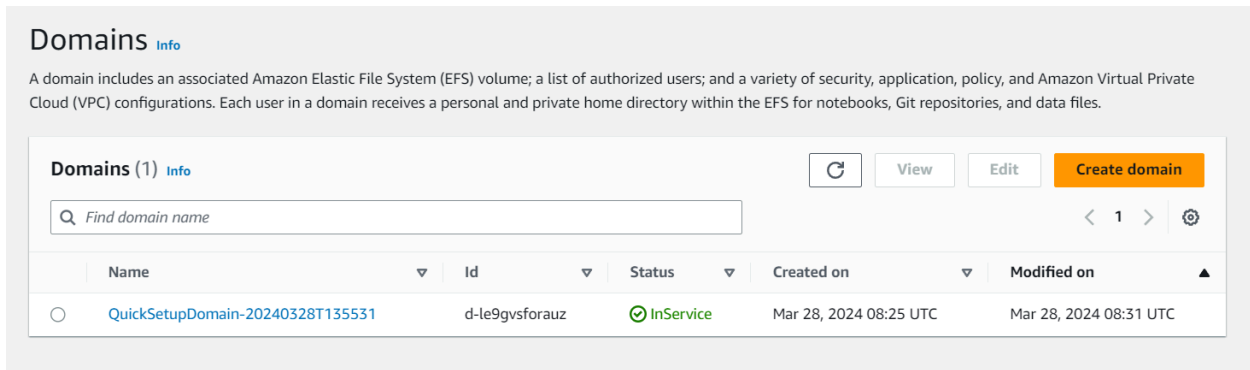 Domains Info
A domain includes an associated Amazon Elastic File System (EFS) volume; a list of authorized users; and a variety of security, application, policy, and Amazon Virtual Private
Cloud (VPC) configurations. Each user in a domain receives a personal and private home directory within the EFS for notebooks, Git repositories, and data files.
Domains (1) Info View Edit Create domain
Find domain name 1
Name Id Status Created on Modified on
QuickSetupDomain-20240328T135531 d-le9gvsforauz InService Mar 28, 2024 08:25 UTC Mar 28, 2024 08:31 UTC